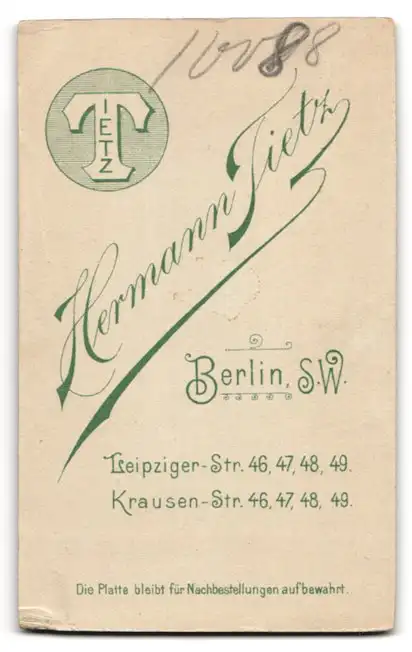 10088
TIETZ
Hermann Tietz
Berlin, S.W.
Leipziger-Str. 46, 47, 48, 49.
Krausen-Str. 46, 47, 48, 49.
Die Platte bleibt für Nachbestellungen aufbewahrt.